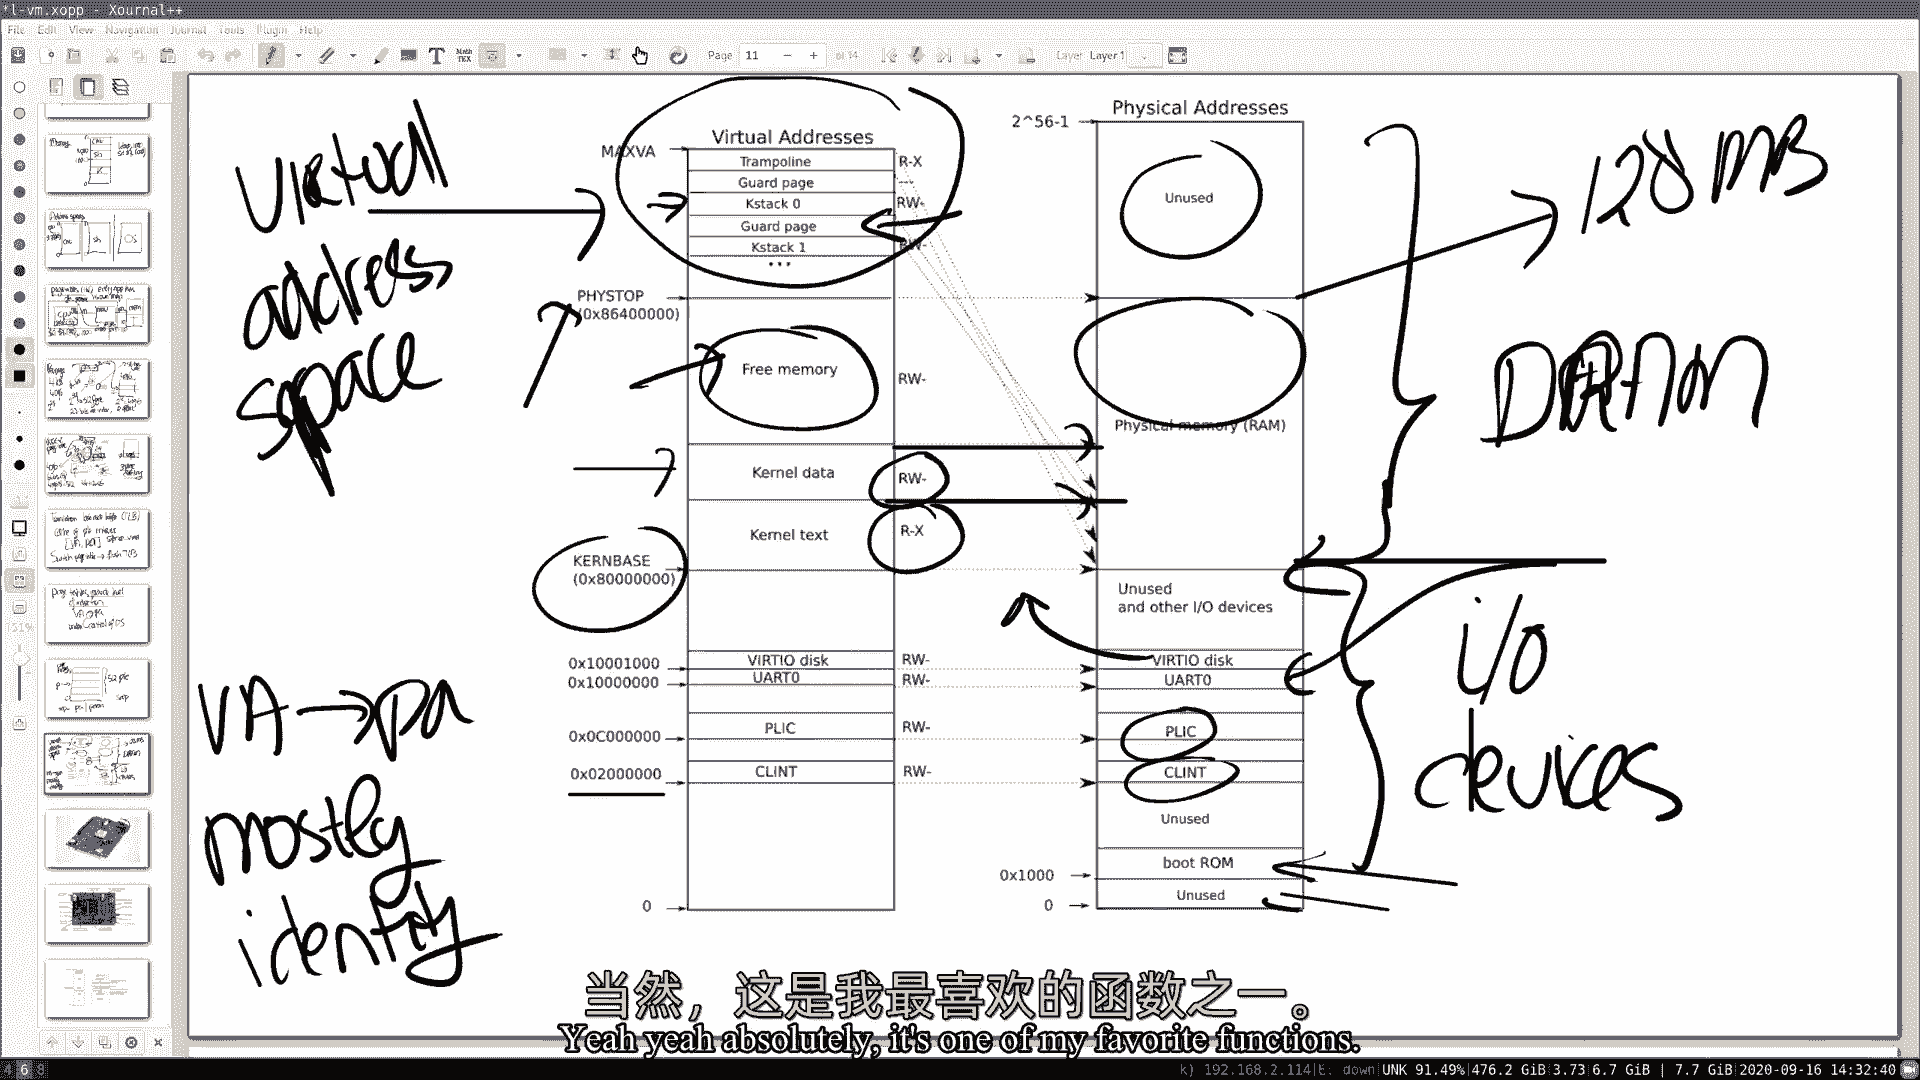 *l-vm.xopp - Xournal++
File Edit View Navigation Journal Tools Plugin Help
Page 11 of 14 Layer Layer 1
Virtual Addresses
MAXVA
Trampoline R-X
Guard page ---
Kstack 0 RW-
Guard page
Kstack 1 RW-
...
PHYSTOP
(0x86400000)
Free memory RW-
Kernel data RW-
Kernel text R-X
KERNBASE
(0x80000000)
0x10001000 VIRTIO disk RW-
0x10000000 UART0 RW-
0x0C000000 PLIC RW-
0x02000000 CLINT RW-
0
Physical Addresses
2^56-1
Unused
Physical memory (RAM)
Unused
and other I/O devices
VIRTIO disk
UART0
PLIC
CLINT
Unused
boot ROM
0x1000
Unused
0
virtual
address
space
VA → pa
mostly
identity
128 MB
DRAM
i/o
devices
当然，这是我最喜欢的函数之一。
Yeah yeah absolutely, it's one of my favorite functions.
4 6 8
192.168.2.114 E: down UNK 91.49% 476.2 GiB 3.73 6.7 GiB | 7.7 GiB 2020-09-16 14:32:40